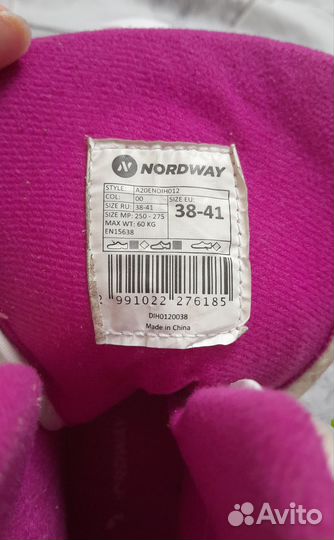 NORDWAY
STYLE: A20ENDIH012
COL: 00
SIZE RU: 38-41
SIZE MP: 250 - 275
MAX WT: 60 KG
EN15638
SIZE EU:
38-41
2 991022 276185
DIH0120038
Made in China
Avito